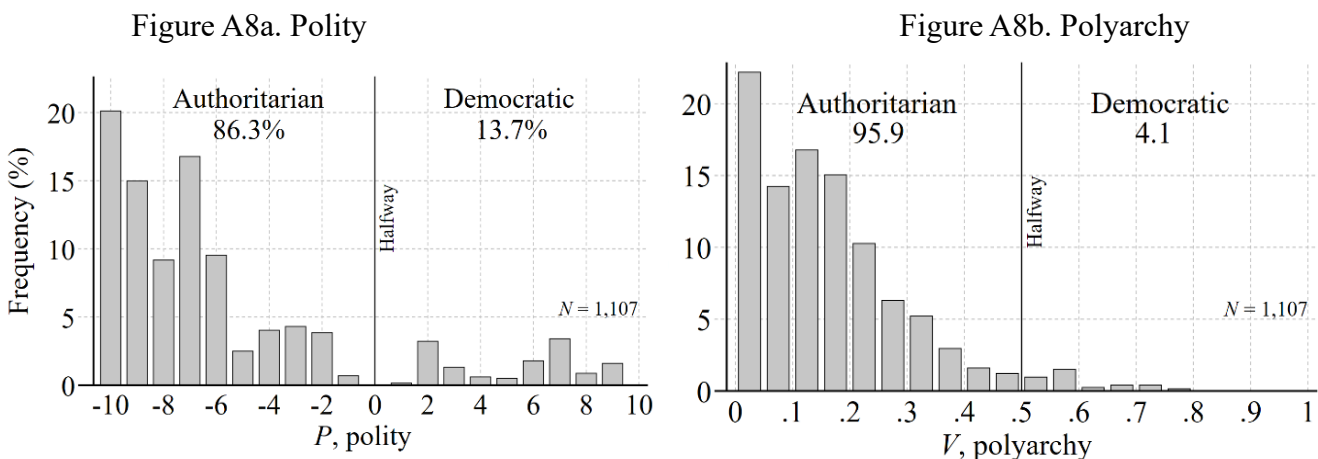 Figure A8a. Polity
Authoritarian
86.3%
Democratic
13.7%
Halfway
N = 1,107
Frequency (%)
20
15
10
5
0
-10 -8 -6 -4 -2 0 2 4 6 8 10
P, polity
Figure A8b. Polyarchy
Authoritarian
95.9
Democratic
4.1
Halfway
N = 1,107
20
15
10
5
0
0 .1 .2 .3 .4 .5 .6 .7 .8 .9 1
V, polyarchy